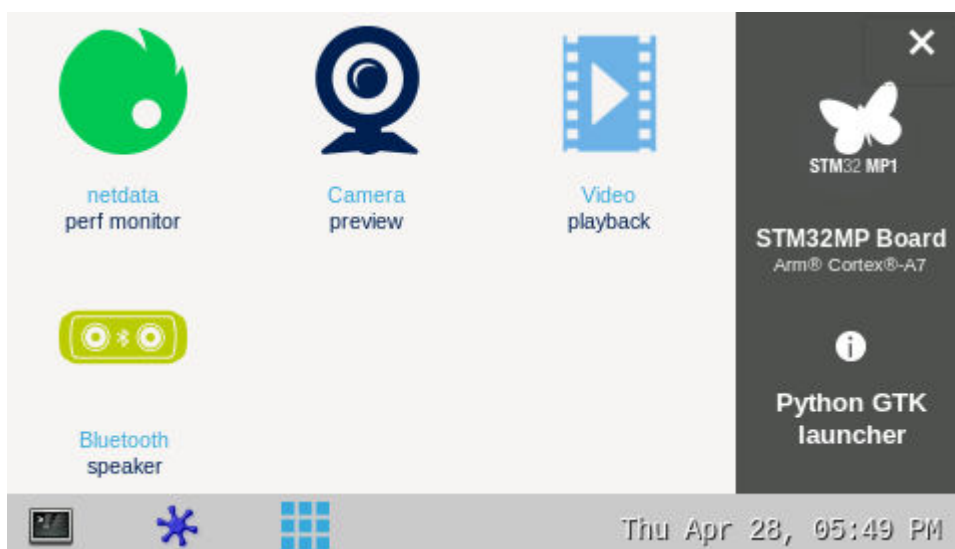 netdata
perf monitor
Camera
preview
Video
playback
Bluetooth
speaker
STM32 MP1
STM32MP Board
Arm® Cortex®-A7
i
Python GTK
launcher
Thu Apr 28, 05:49 PM